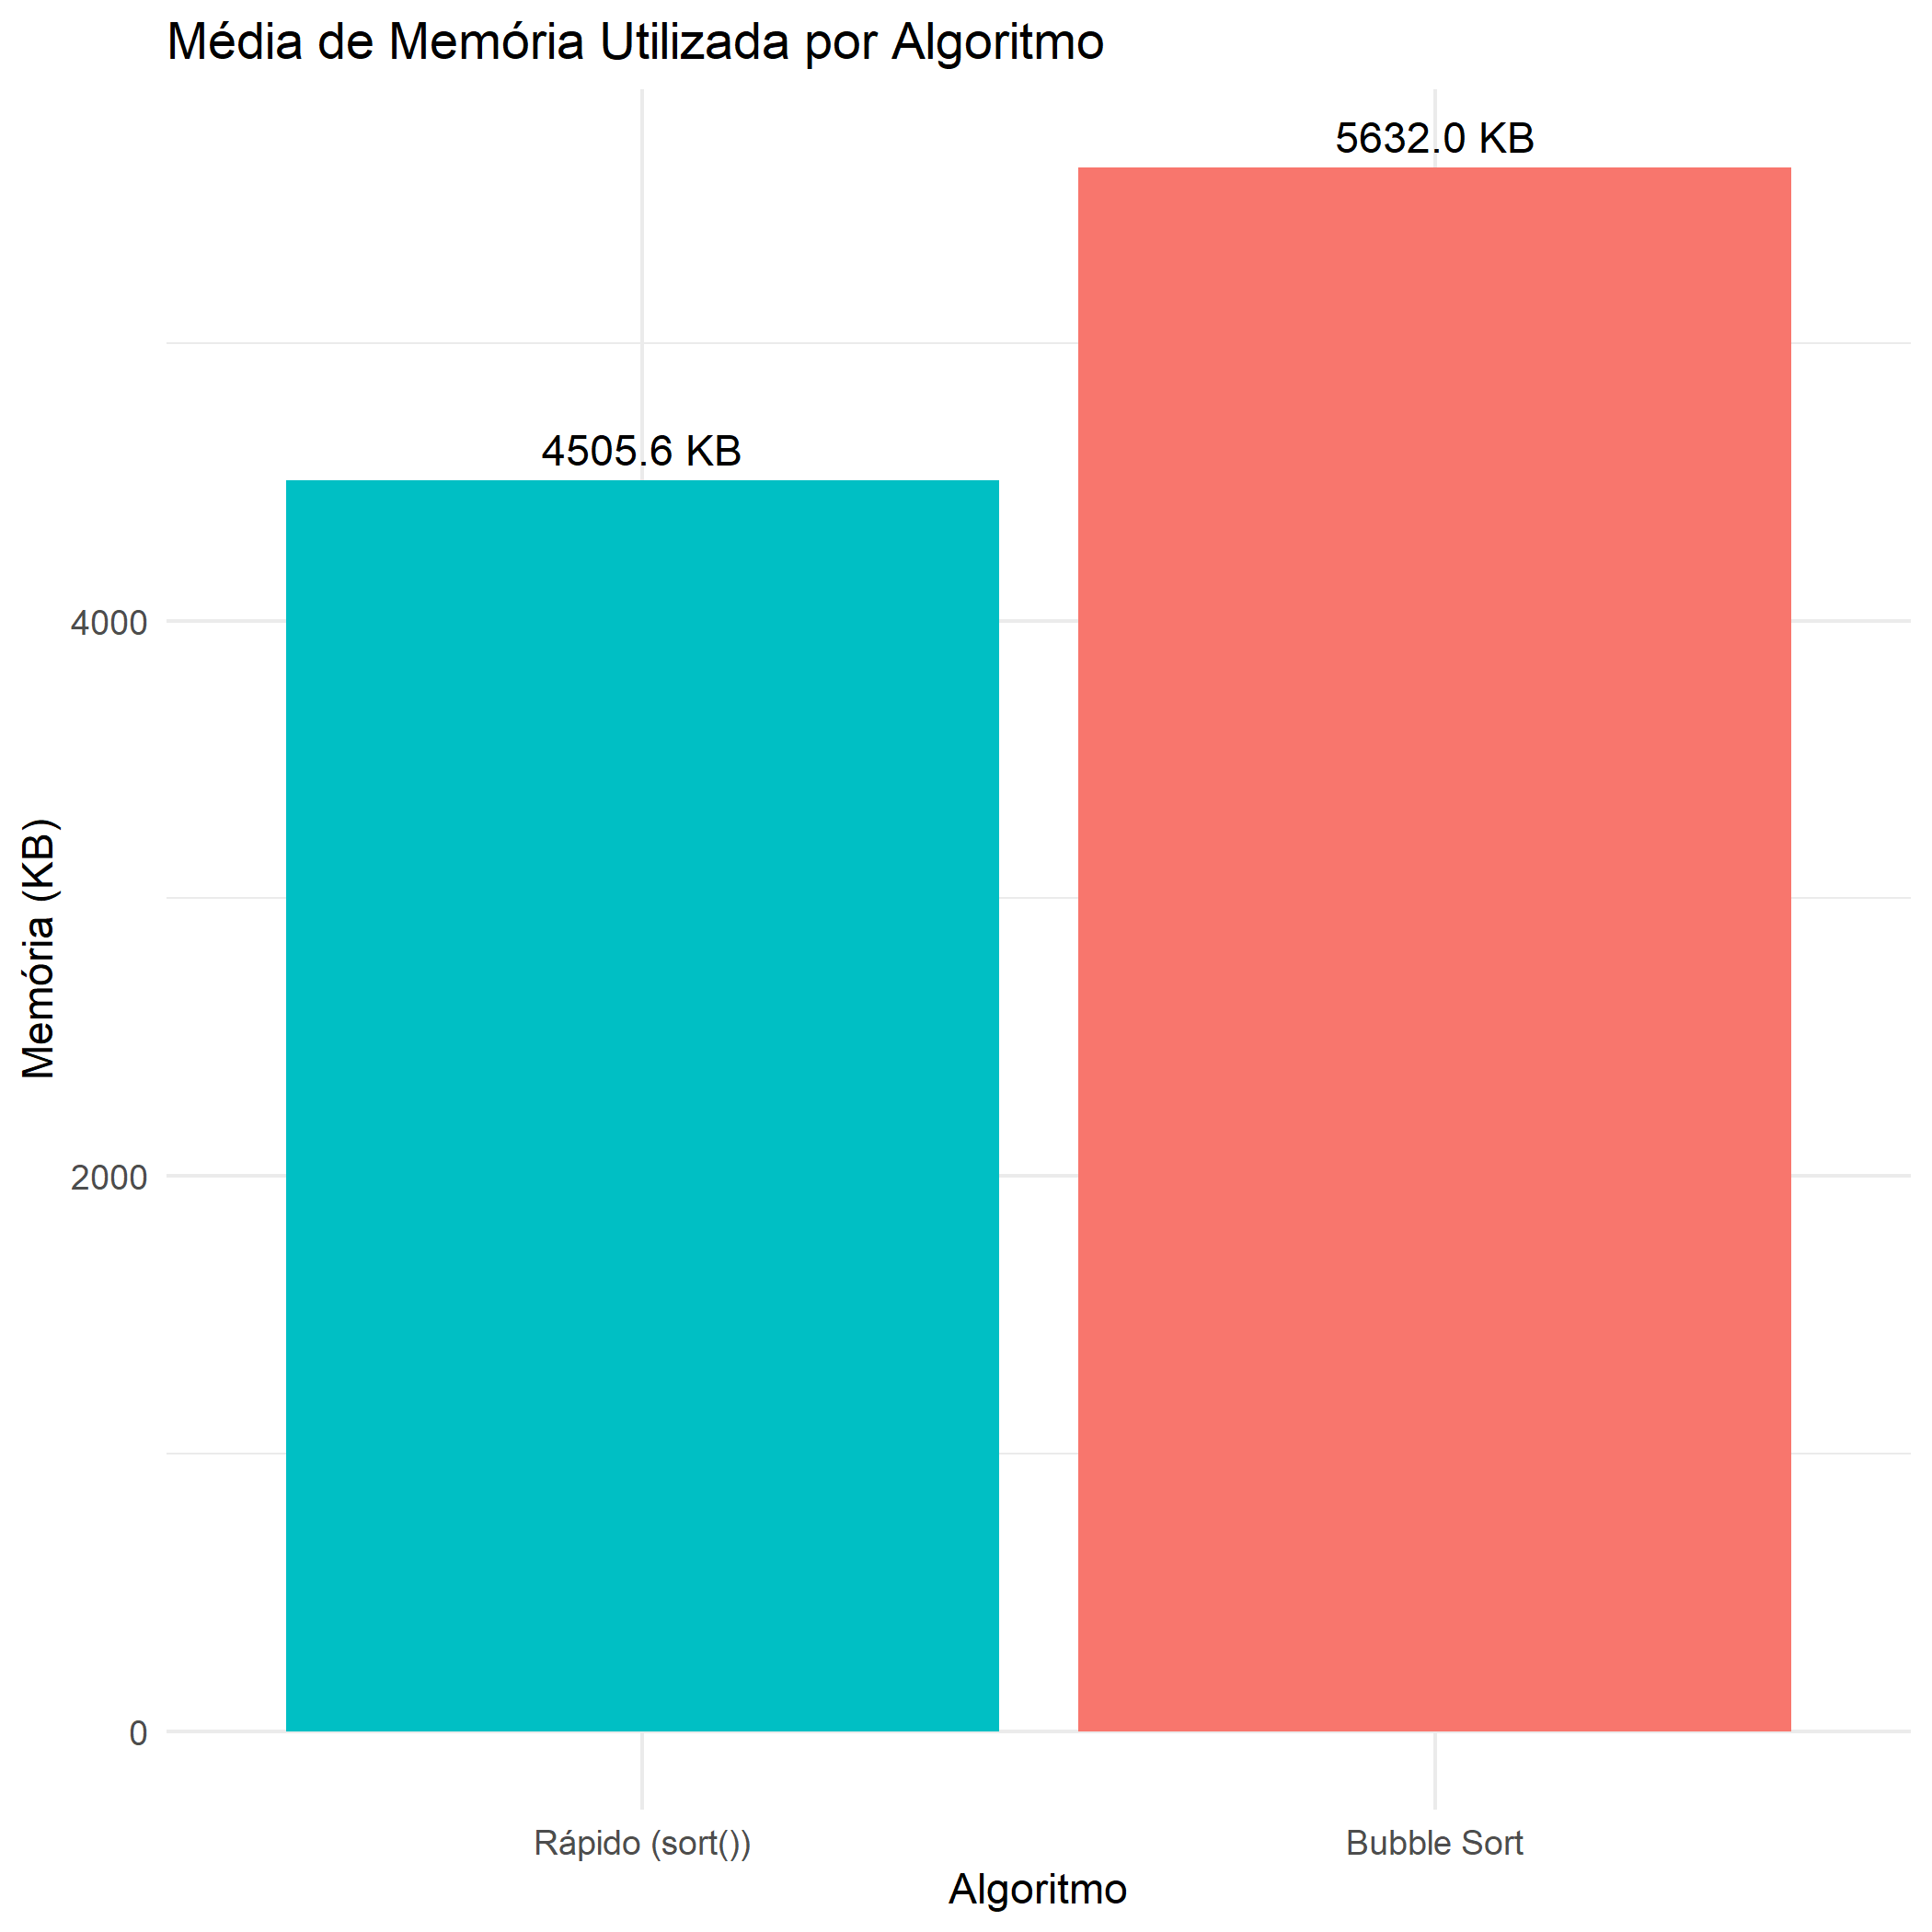 Média de Memória Utilizada por Algoritmo
5632.0 KB
4505.6 KB
4000
2000
0
Memória (KB)
Rápido (sort())
Bubble Sort
Algoritmo